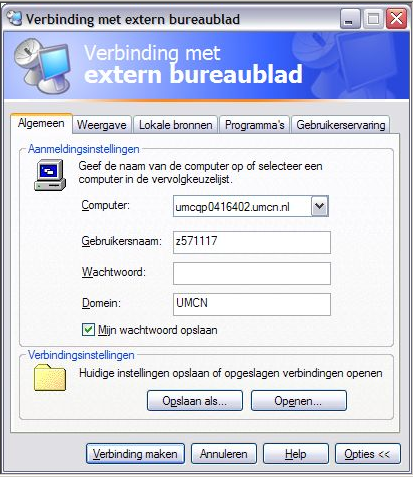 Verbinding met extern bureaublad
Verbinding met
extern bureaublad
Algemeen Weergave Lokale bronnen Programma's Gebruikerservaring
Aanmeldingsinstellingen
Geef de naam van de computer op of selecteer een
computer in de vervolgkeuzelijst.
Computer: umcqp0416402.umcn.nl
Gebruikersnaam: z571117
Wachtwoord:
Domein: UMCN
Mijn wachtwoord opslaan
Verbindingsinstellingen
Huidige instellingen opslaan of opgeslagen verbindingen openen
Opslaan als... Openen...
Verbinding maken Annuleren Help Opties <<